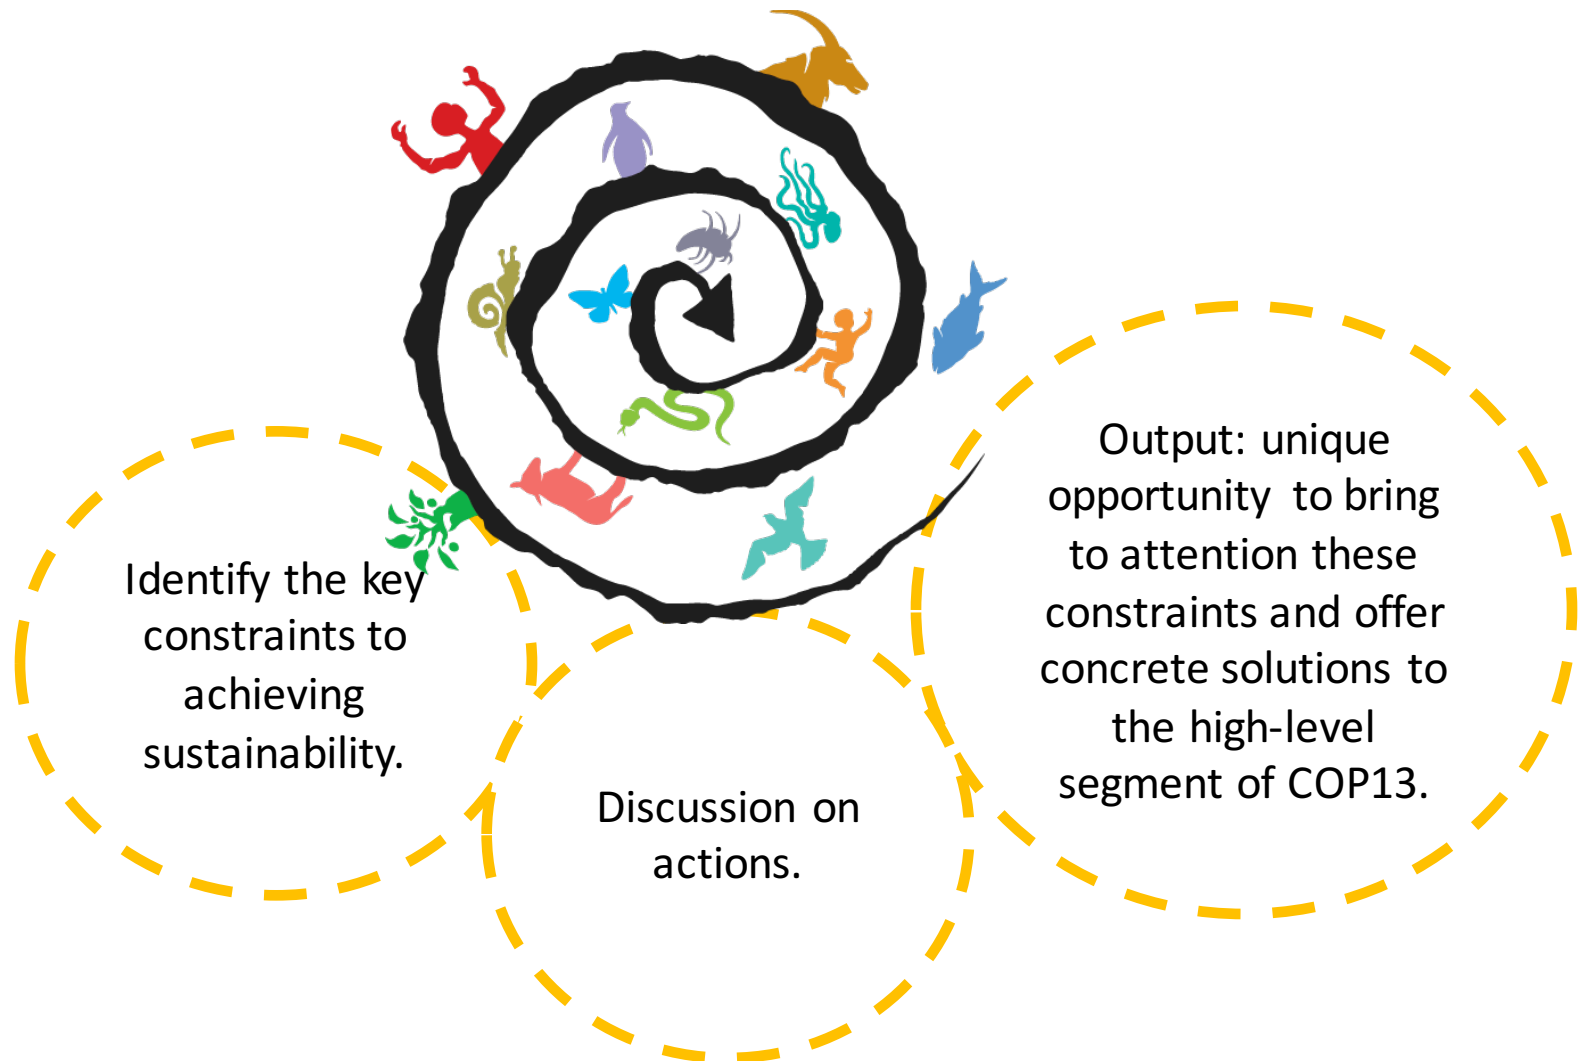 Identify the key
constraints to
achieving
sustainability.
Discussion on
actions.
Output: unique
opportunity to bring
to attention these
constraints and offer
concrete solutions to
the high-level
segment of COP13.